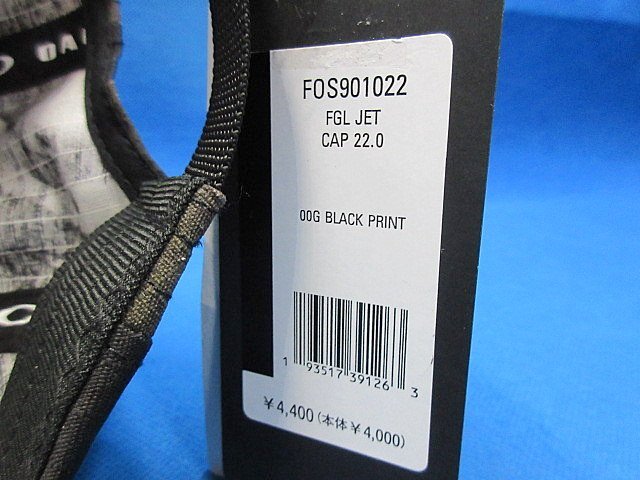 OA
FOS901022
FGL JET
CAP 22.0
00G BLACK PRINT
1 93517 39126 3
¥4,400(本体¥4,000)